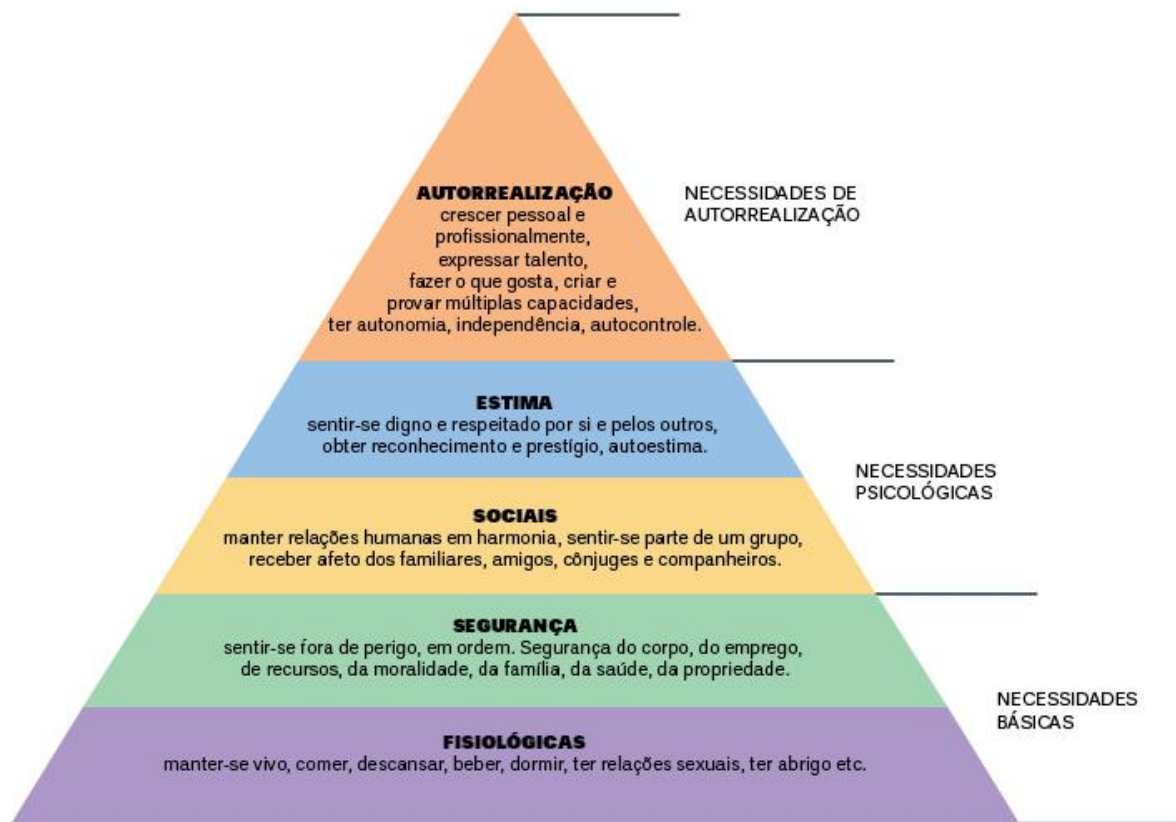 AUTORREALIZAÇÃO
crescer pessoal e
profissionalmente,
expressar talento,
fazer o que gosta, criar e
provar múltiplas capacidades,
ter autonomia, independência, autocontrole.
NECESSIDADES DE
AUTORREALIZAÇÃO
ESTIMA
sentir-se digno e respeitado por si e pelos outros,
obter reconhecimento e prestígio, autoestima.
SOCIAIS
manter relações humanas em harmonia, sentir-se parte de um grupo,
receber afeto dos familiares, amigos, cônjuges e companheiros.
NECESSIDADES
PSICOLÓGICAS
SEGURANÇA
sentir-se fora de perigo, em ordem. Segurança do corpo, do emprego,
de recursos, da moralidade, da família, da saúde, da propriedade.
FISIOLÓGICAS
manter-se vivo, comer, descansar, beber, dormir, ter relações sexuais, ter abrigo etc.
NECESSIDADES
BÁSICAS